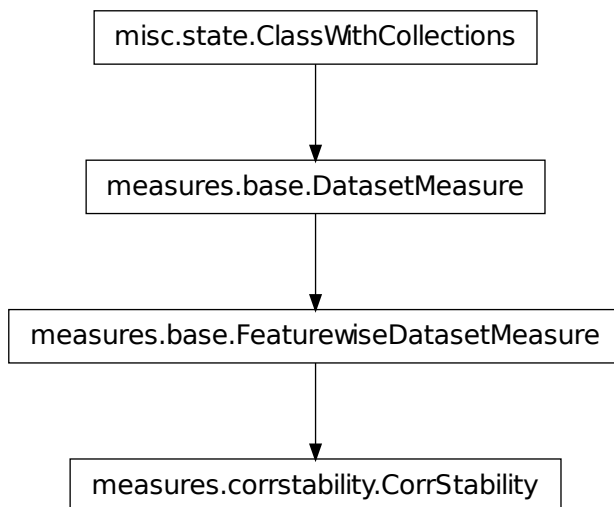 misc.state.ClassWithCollections
measures.base.DatasetMeasure
measures.base.FeaturewiseDatasetMeasure
measures.corrstability.CorrStability